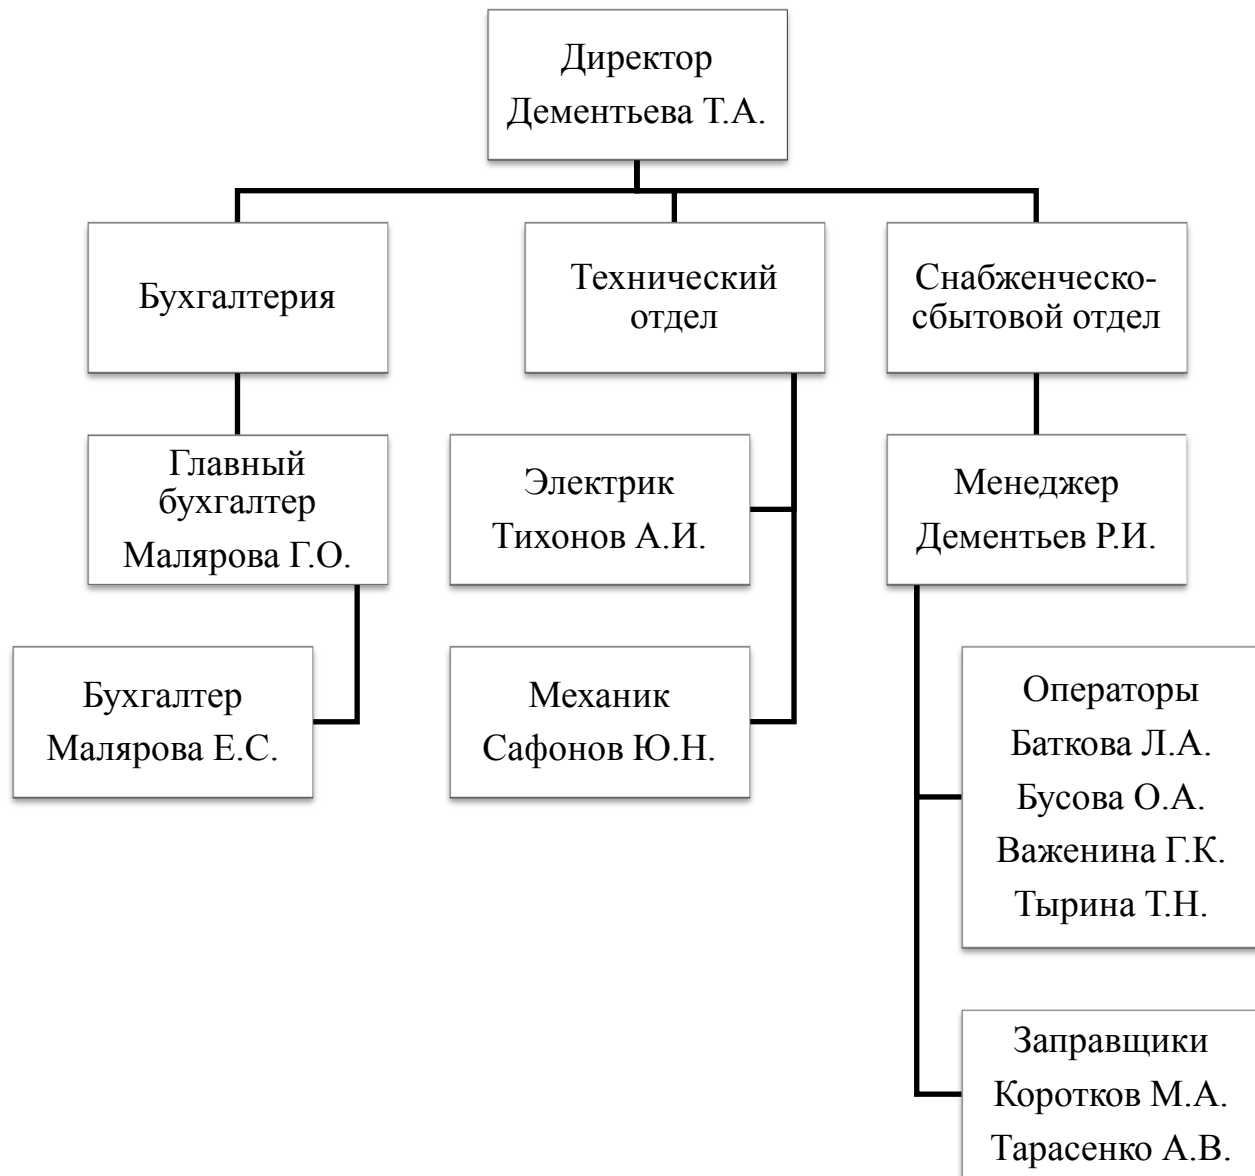 Директор
Дементьева Т.А.
Бухгалтерия
Технический
отдел
Снабженческо-
сбытовой отдел
Главный
бухгалтер
Малярова Г.О.
Электрик
Тихонов А.И.
Менеджер
Дементьев Р.И.
Бухгалтер
Малярова Е.С.
Механик
Сафонов Ю.Н.
Операторы
Баткова Л.А.
Бусова О.А.
Важенина Г.К.
Тырина Т.Н.
Заправщики
Коротков М.А.
Тарасенко А.В.